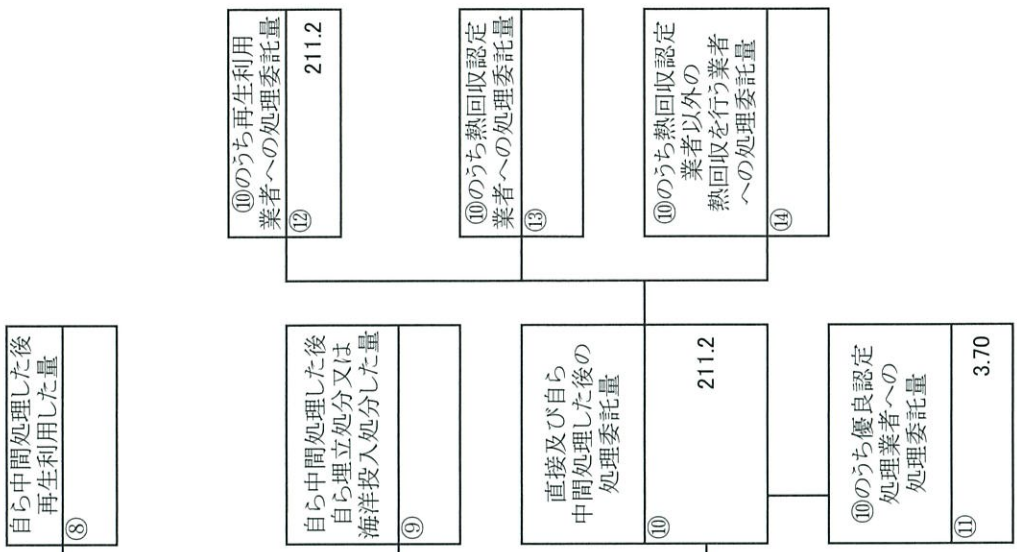 自ら中間処理した後
再生利用した量
⑧
自ら中間処理した後
自ら埋立処分又は
海洋投入処分した量
⑨
直接及び自ら
中間処理した後の
処理委託量
⑩
211.2
⑩のうち優良認定
処理業者への
処理委託量
⑪
3.70
⑩のうち再生利用
業者への処理委託量
⑫
211.2
⑩のうち熱回収認定
業者への処理委託量
⑬
⑩のうち熱回収認定
業者以外の
熱回収を行う業者
への処理委託量
⑭